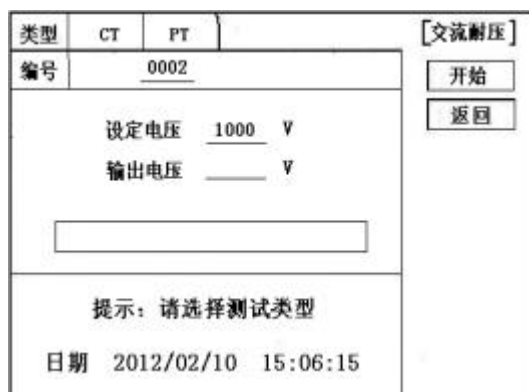 类型 CT PT
[交流耐压]
编号 0002
开始
返回
设定电压 1000 V
输出电压 ____ V
提示：请选择测试类型
日期 2012/02/10 15:06:15